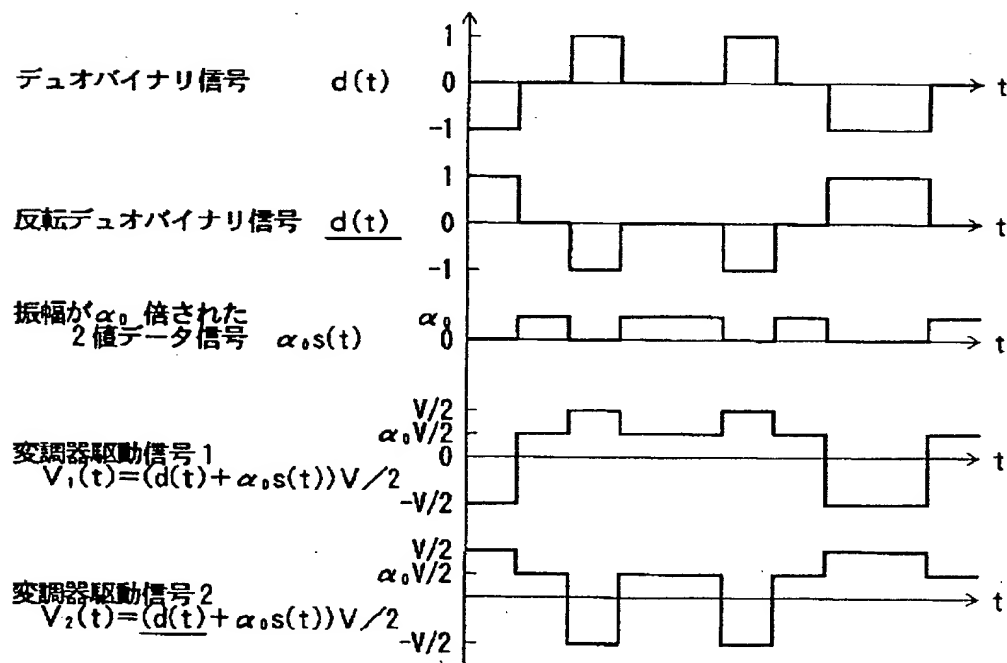 1
デュオバイナリ信号 d(t)
0
t
-1
1
反転デュオバイナリ信号 d(t)
0
t
-1
振幅がα₀倍された
2値データ信号 α₀s(t)
α₀
0
t
V/2
α₀V/2
変調器駆動信号1
0
t
V₁(t)=(d(t)+α₀s(t))V/2
-V/2
V/2
α₀V/2
変調器駆動信号2
t
V₂(t)=(d(t)+α₀s(t))V/2
-V/2